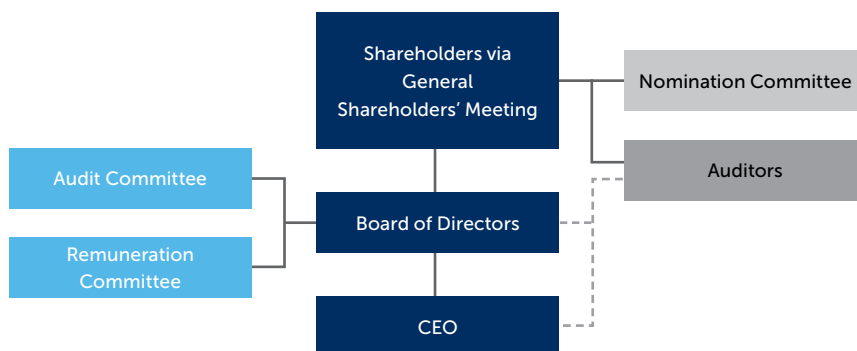 Shareholders via
General
Shareholders’ Meeting
Nomination Committee
Auditors
Audit Committee
Board of Directors
Remuneration
Committee
CEO